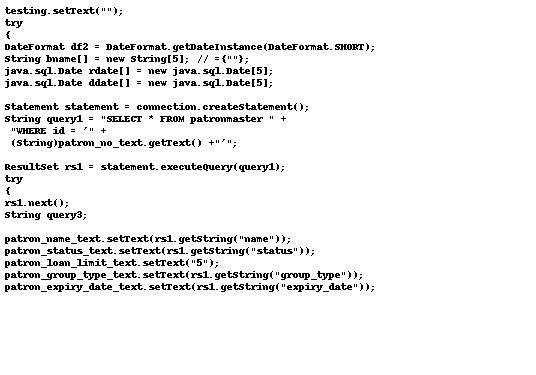 testing.setText("");
try
{
DateFormat df2 = DateFormat.getDateInstance(DateFormat.SHORT);
String bname[] = new String[5]; // ={""};
java.sql.Date rdate[] = new java.sql.Date[5];
java.sql.Date ddate[] = new java.sql.Date[5];
Statement statement = connection.createStatement();
String query1 = "SELECT * FROM patronmaster " +
"WHERE id = '" +
(String)patron_no_text.getText() +"'";
ResultSet rs1 = statement.executeQuery(query1);
try
{
rs1.next();
String query3;
patron_name_text.setText(rs1.getString("name"));
patron_status_text.setText(rs1.getString("status"));
patron_loan_limit_text.setText("5");
patron_group_type_text.setText(rs1.getString("group_type"));
patron_expiry_date_text.setText(rs1.getString("expiry_date"));